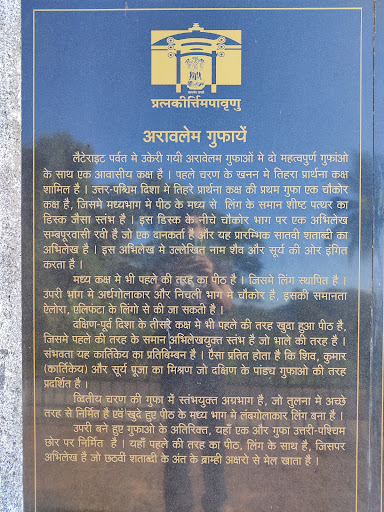 प्रत्नकीर्त्तिमपावृणु
अरावलेम गुफायें
लैटेराइट पर्वत मे उकेरी गयी अरावलेम गुफाओं मे दो महत्वपुर्ण गुफांओ
के साथ एक आवासीय कक्ष है । पहले चरण के खनन मे तिहरा प्रार्थना कक्ष
शामिल है । उत्तर-पश्चिम दिशा मे तिहरे प्रार्थना कक्ष की प्रथम गुफा एक चौकोर
कक्ष है, जिसमे मध्यभाग मे पीठ के मध्य से लिंग के समान शीष्ट पत्थर का
डिस्क जैसा स्तंभ है । इस डिस्क के नीचे चौकोर भाग पर एक अभिलेख
सम्बपूरवासी रवी है जो एक दानकर्ता है और यह प्रारम्भिक सातवी शताब्दी का
अभिलेख है । इस अभिलेख मे उल्लेखित नाम शैव और सूर्य की ओर इगित
करता है ।
मध्य कक्ष मे भी पहले की तरह का पीठ है । जिसमे लिंग स्थापित है ।
उपरी भाग मे अर्धगोलाकार और निचली भाग मे चौकोर है, इसकी समानता
ऐलोरा, एलिफंटा के लिंगो से की जा सकती है ।
दक्षिण-पूर्व दिशा के तीसरे कक्ष मे भी पहले की तरह खुदा हुआ पीठ है,
जिसमे पहले की तरह के समान अभिलेखयुक्त स्तंभ है जो भाले की तरह है ।
संभवता यह कार्तिकेय का प्रतिबिम्बन है । ऐसा प्रतित होता है कि शिव, कुमार
(कार्तिकेय) और सूर्य पूजा का मिश्रण जो दक्षिण के पांडय गुफाओ की तरह
प्रदर्शित है ।
व्दितीय चरण की गुफा में स्तंभयुक्त अग्रभाग है, जो तुलना मे अच्छे
तरह से निर्मित है एवं खुदे हुए पीठ के मध्य भाग मे लंबगोलाकार लिंग बना है ।
उपरी बने हुए गुफाओ के अतिरिक्त, यहाँ एक और गुफा उत्तरी-पश्चिम
छोर पर निर्मित है । यहाँ पहले की तरह का पीठ, लिंग के साथ है, जिसपर
अभिलेख है जो छठवी शताब्दी के अंत के ब्राम्ही अक्षरो से मेल खाता है ।